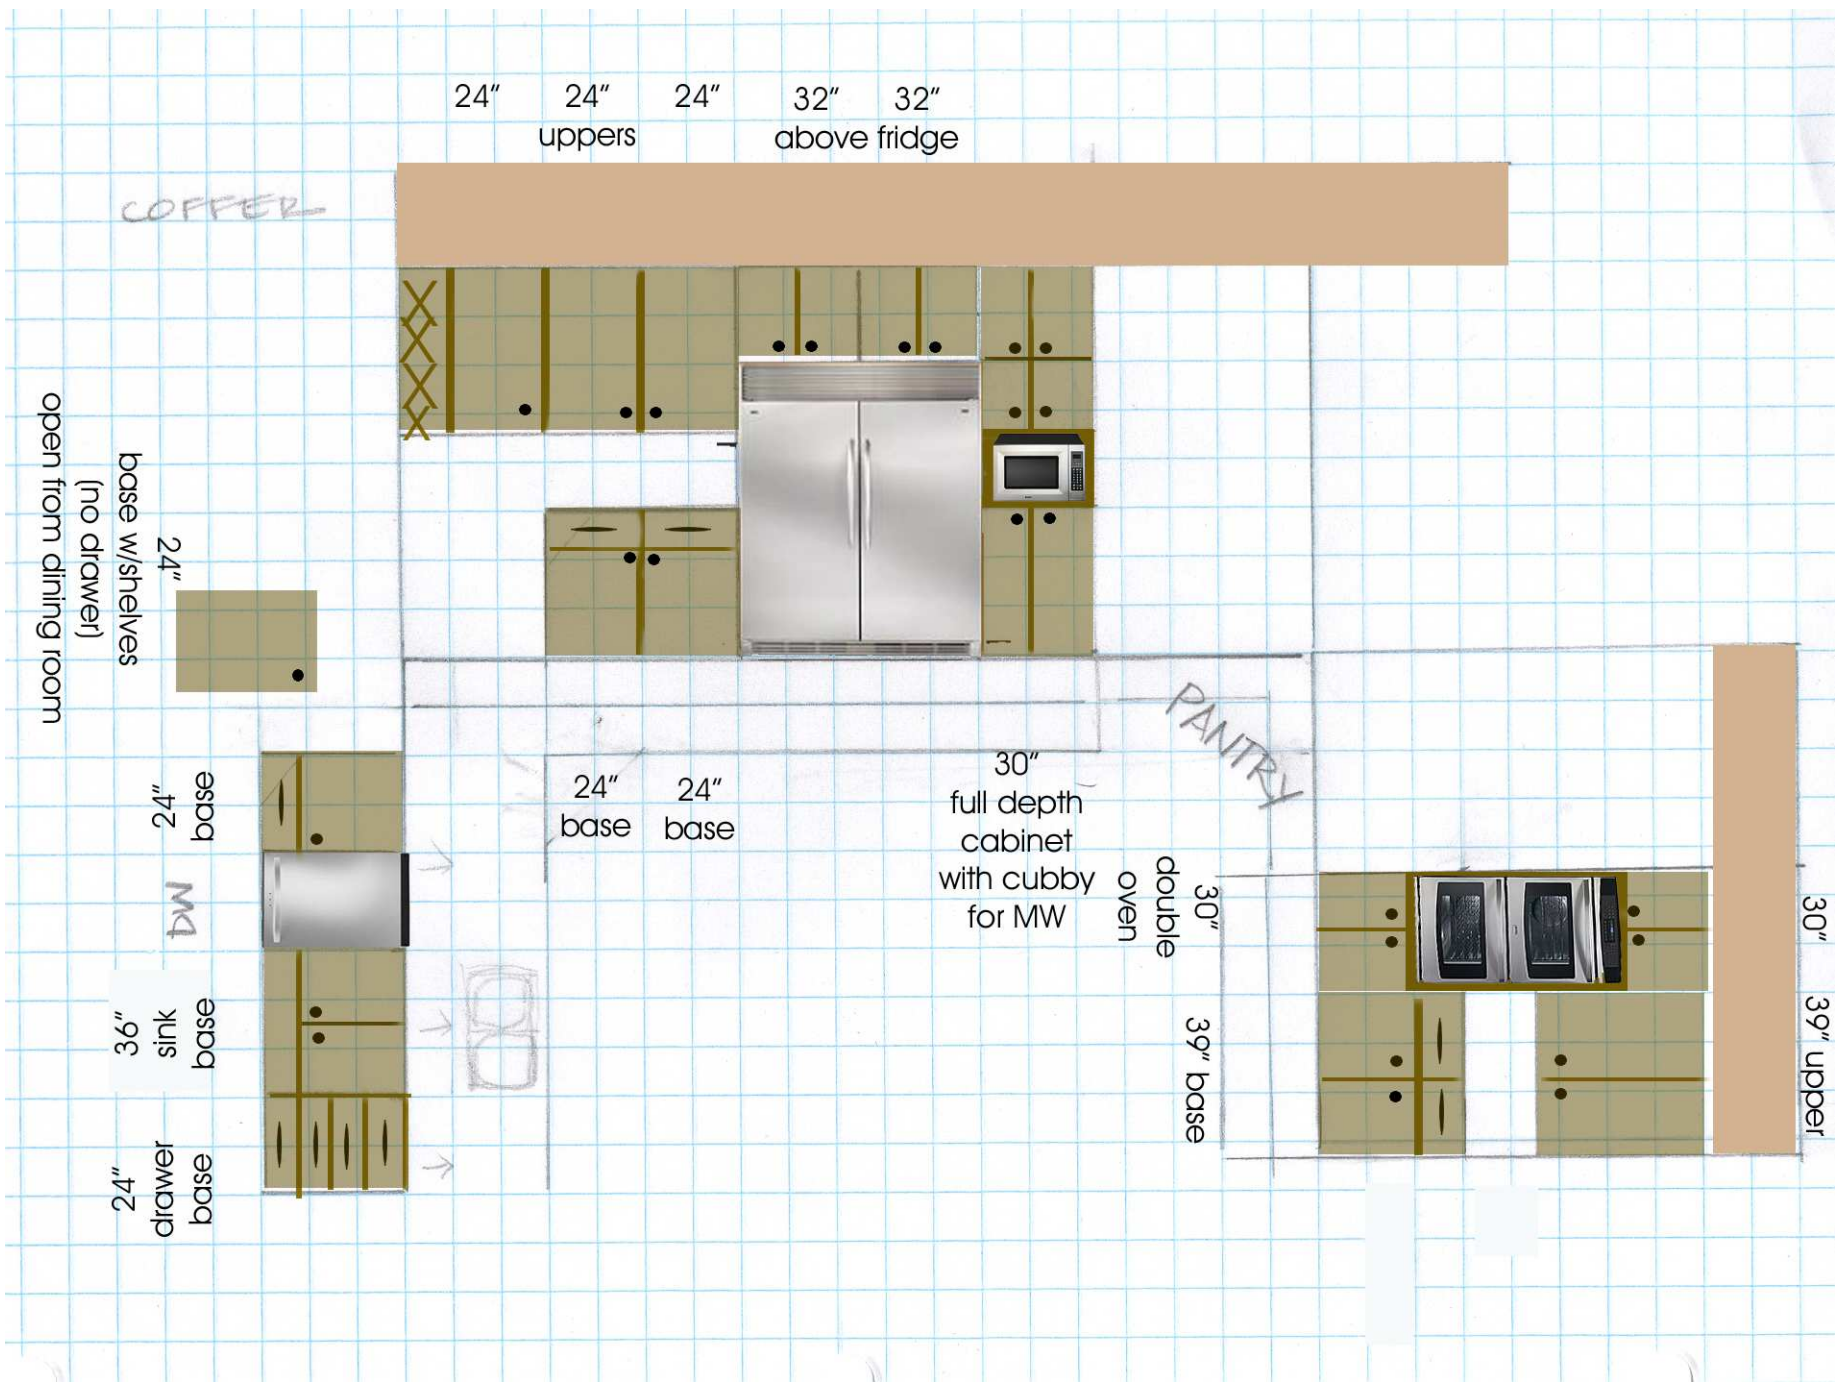 24" 24" 24" 32" 32"
uppers above fridge
COFFER
24"
base w/shelves
(no drawer)
open from dining room
24"
base
DW
36"
sink
base
24"
drawer
base
24"
base
24"
base
30"
full depth
cabinet
with cubby
for MW
PANTRY
30"
double
oven
39" base
30"
39" upper